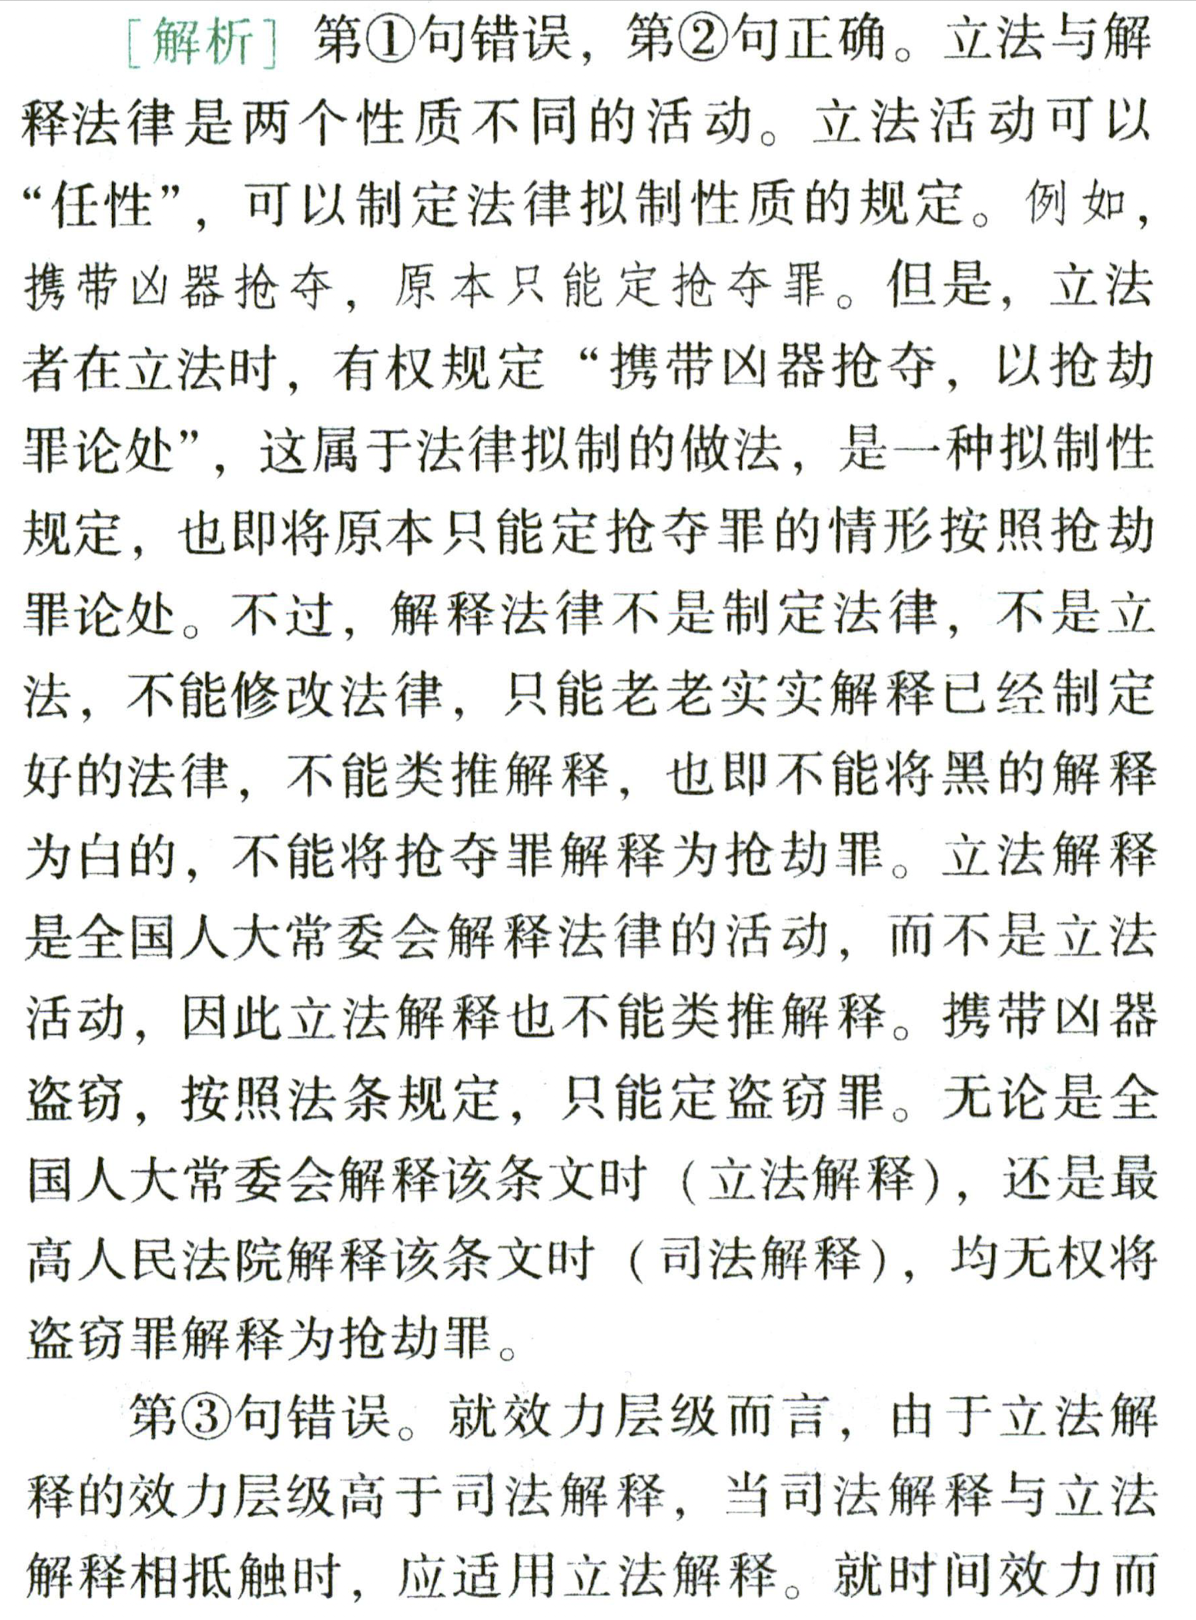 ［解析］ 第①句错误，第②句正确。立法与解
释法律是两个性质不同的活动。立法活动可以
“任性”，可以制定法律拟制性质的规定。例如，
携带凶器抢夺，原本只能定抢夺罪。但是，立法
者在立法时，有权规定“携带凶器抢夺，以抢劫
罪论处”，这属于法律拟制的做法，是一种拟制性
规定，也即将原本只能定抢夺罪的情形按照抢劫
罪论处。不过，解释法律不是制定法律，不是立
法，不能修改法律，只能老老实实解释已经制定
好的法律，不能类推解释，也即不能将黑的解释
为白的，不能将抢夺罪解释为抢劫罪。立法解释
是全国人大常委会解释法律的活动，而不是立法
活动，因此立法解释也不能类推解释。携带凶器
盗窃，按照法条规定，只能定盗窃罪。无论是全
国人大常委会解释该条文时（立法解释），还是最
高人民法院解释该条文时（司法解释），均无权将
盗窃罪解释为抢劫罪。
第③句错误。就效力层级而言，由于立法解
释的效力层级高于司法解释，当司法解释与立法
解释相抵触时，应适用立法解释。就时间效力而